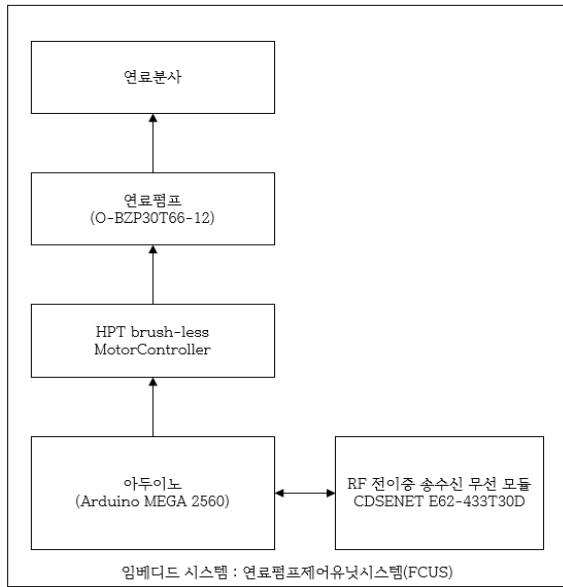 연료분사
연료펌프
(O-BZP30T66-12)
HPT brush-less
MotorController
아두이노
(Arduino MEGA 2560)
RF 전이중 송수신 무선 모듈
CDSENET E62-433T30D
임베디드 시스템 : 연료펌프제어유닛시스템(FCUS)